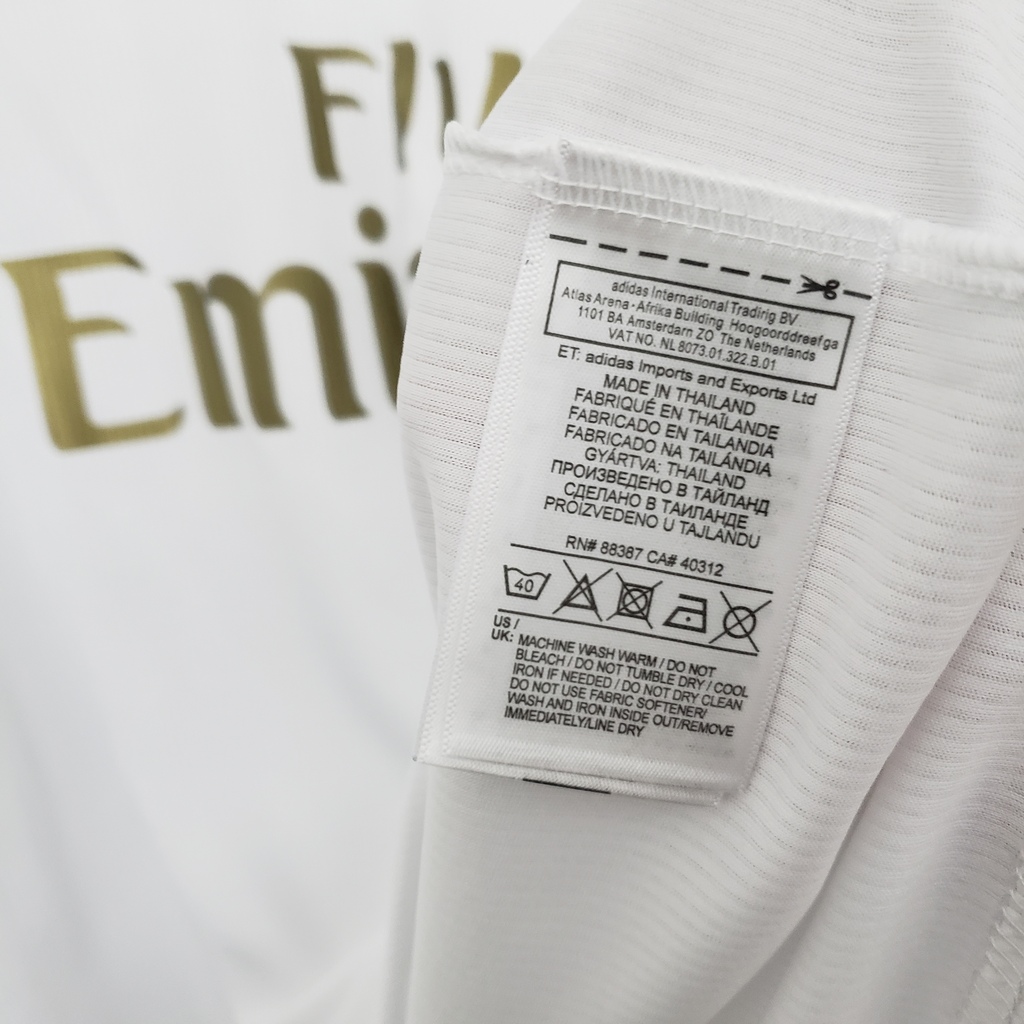 Fly
Emi
adidas International Tradirig BV
Atlas Arena - Afrika Building Hoogoorddreefga
1101 BA Amsterdarn ZO The Netherlands
VAT NO. NL8073.01.322.B.01
ET: adidas Imports and Exports Ltd
MADE IN THAILAND
FABRIQUÉ EN THAÏLANDE
FABRICADO EN TAILANDIA
FABRICADO NA TAILÁNDIA
GYÁRTVA: THAILAND
ПРОИЗВЕДЕНО В ТАЙЛАНД
СДЕЛАНО В ТАИЛАНДЕ
PROIZVEDENO U TAJLANDU
RN# 88387 CA# 40312
40
US /
UK: MACHINE WASH WARM / DO NOT
BLEACH / DO NOT TUMBLE DRY / COOL
IRON IF NEEDED / DO NOT DRY CLEAN
DO NOT USE FABRIC SOFTENER/
WASH AND IRON INSIDE OUT/REMOVE
IMMEDIATELY/LINE DRY